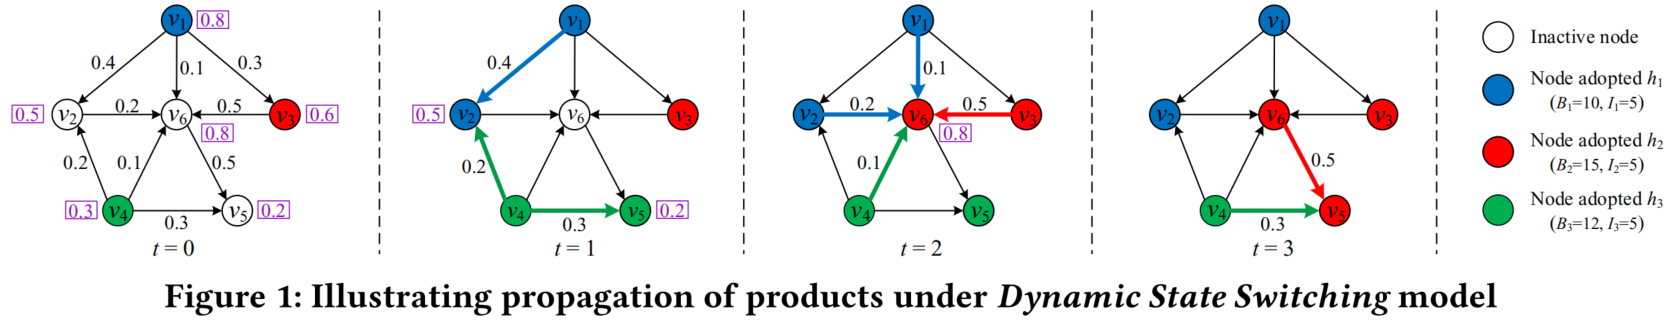 v1 0.8
0.4 0.1 0.3
0.5 v2 0.2 v6 0.5 v3 0.6
0.8
0.2 0.1 0.5
0.3 v4 0.3 v5 0.2
t = 0
v1
0.4
0.5 v2 v6 v3
0.2
v4 0.3 v5 0.2
t = 1
v1
0.1
v2 0.2 v6 0.5 v3
0.8
0.1
v4 v5
t = 2
v1
v2 v6 v3
0.5
v4 0.3 v5
t = 3
Inactive node
Node adopted h1
(B1=10, I1=5)
Node adopted h2
(B2=15, I2=5)
Node adopted h3
(B3=12, I3=5)
Figure 1: Illustrating propagation of products under Dynamic State Switching model